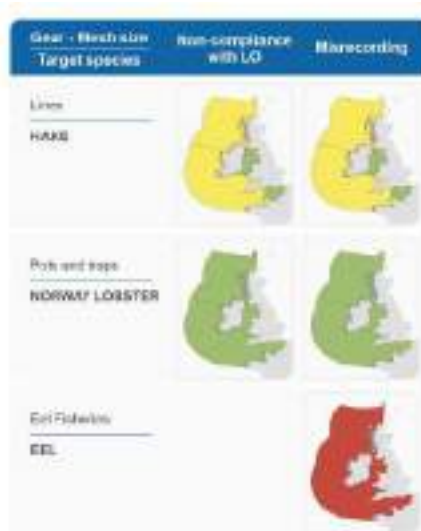 Gear - Mesh size
Target species
Non-compliance
with LO
Misrecording
Lines
HAKE
Pots and traps
NORWAY LOBSTER
Eel Fisheries
EEL